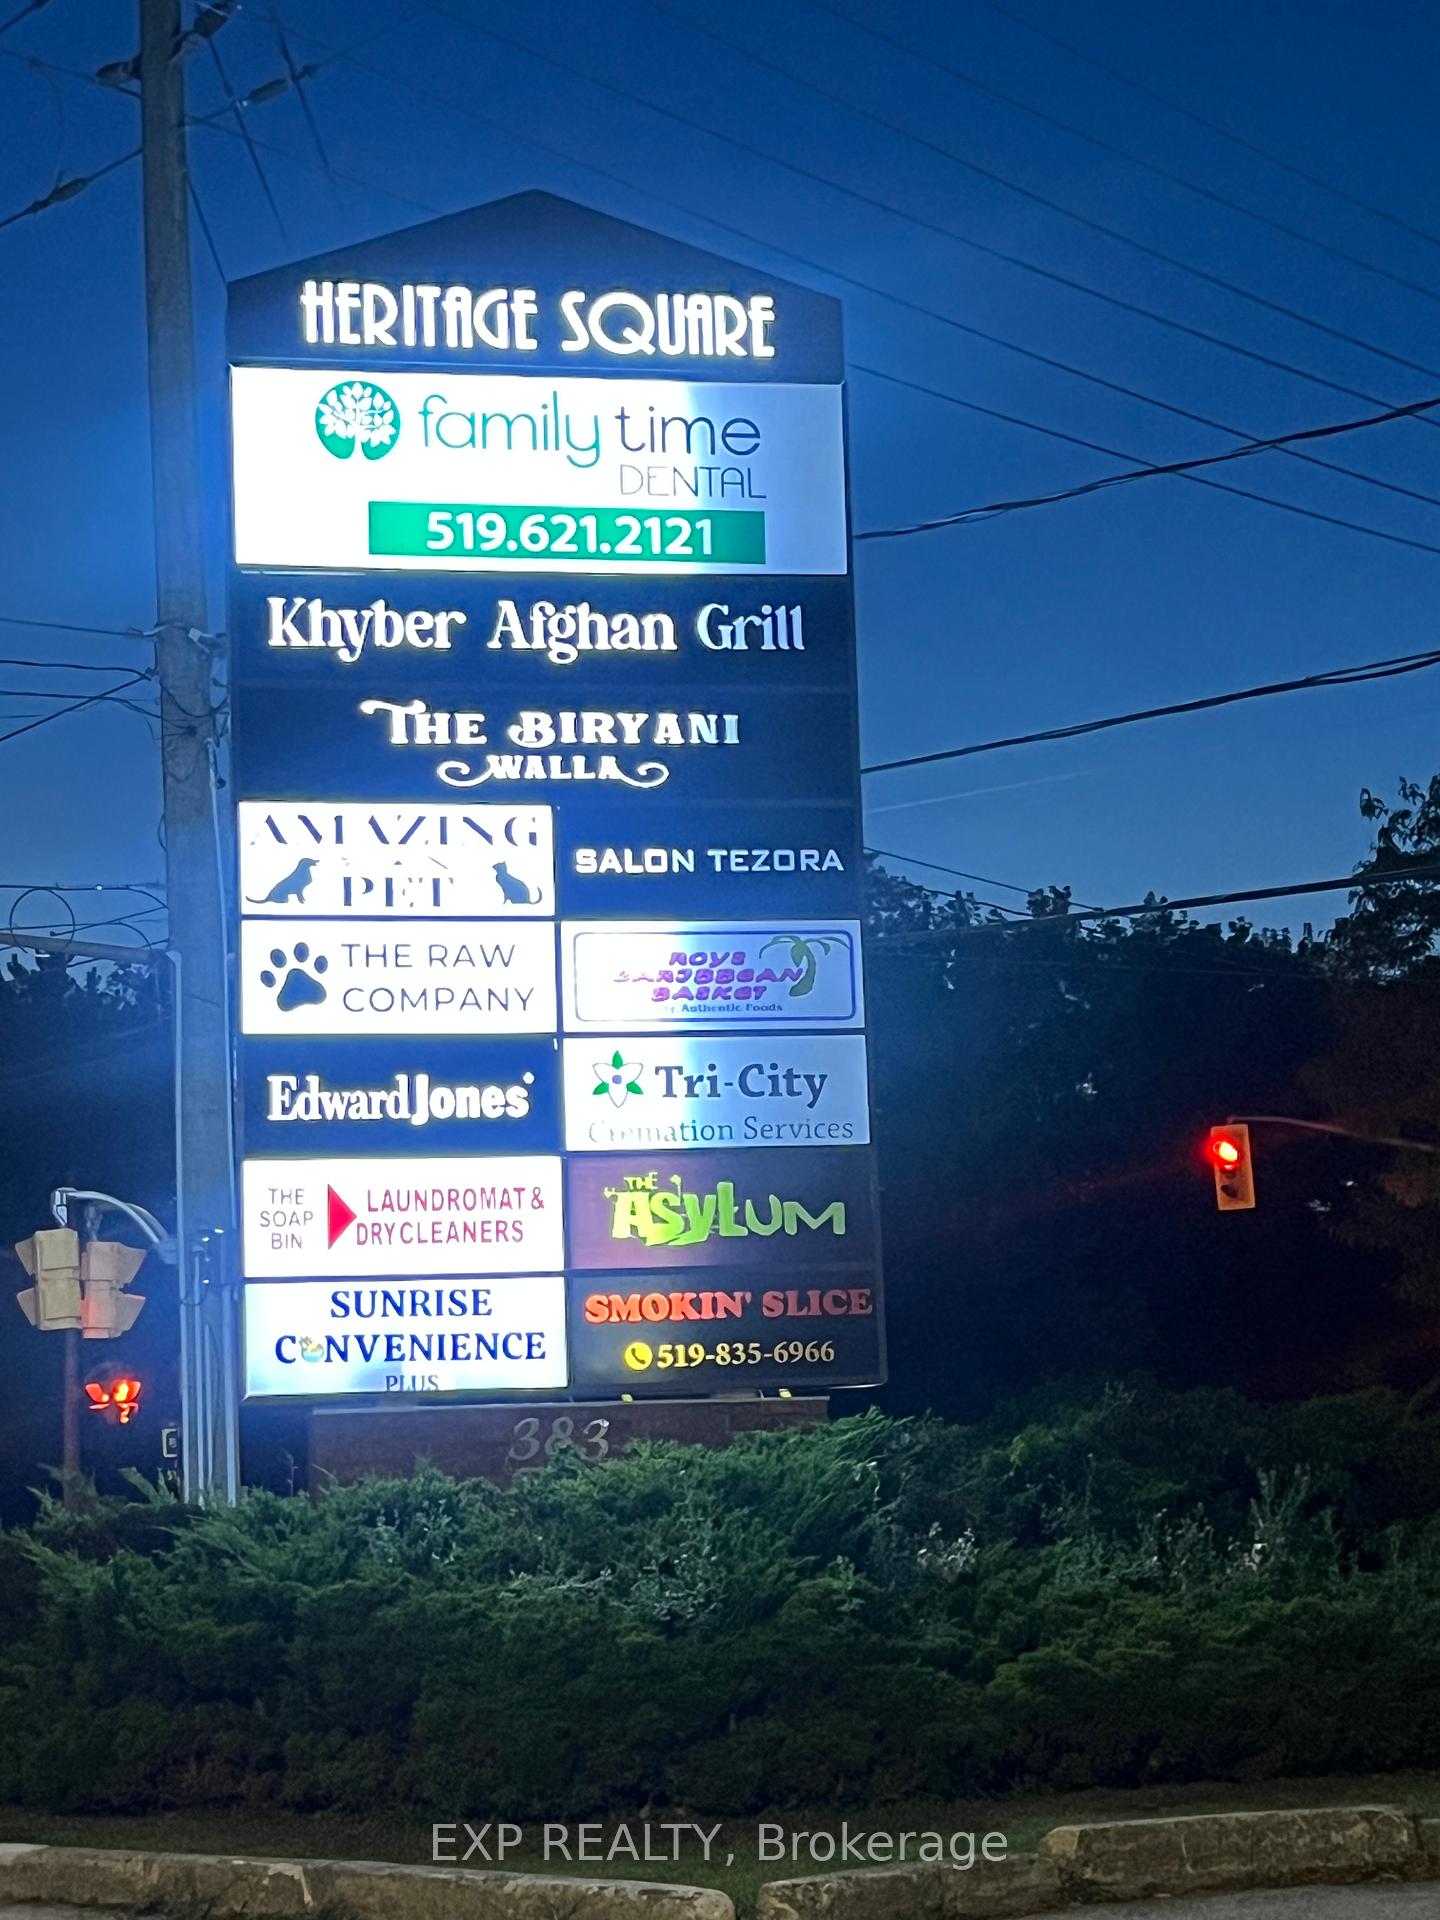 HERITAGE SQUARE
family time
DENTAL
519.621.2121
Khyber Afghan Grill
THE BIRYANI
WALLA
AMAZING
PET
SALON TEZORA
THE RAW
COMPANY
ROYS
CARIBBEAN
BASKET
Authentic Foods
Edward Jones
Tri-City
Cremation Services
THE
SOAP
BIN
LAUNDROMAT &
DRYCLEANERS
THE
ASYLUM
SUNRISE
CONVENIENCE
PLUS
SMOKIN' SLICE
519-835-6966
383
EXP REALTY, Brokerage